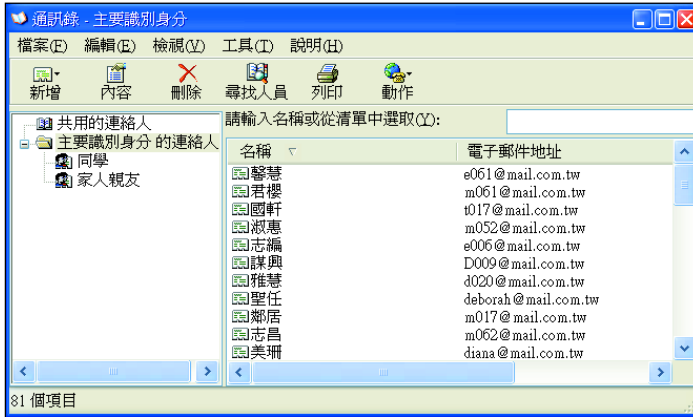 通訊錄 - 主要識別身分
檔案(F) 編輯(E) 檢視(V) 工具(T) 說明(H)
新增 內容 刪除 尋找人員 列印 動作
請輸入名稱或從清單中選取(Y):
共用的連絡人
主要識別身分 的連絡人
同學
家人親友
名稱 電子郵件地址
馨慧 e061@mail.com.tw
君櫻 m061@mail.com.tw
國軒 t017@mail.com.tw
淑惠 m052@mail.com.tw
志編 e006@mail.com.tw
謀興 D009@mail.com.tw
雅慧 d020@mail.com.tw
聖任 deborah@mail.com.tw
鄰居 m017@mail.com.tw
志昌 m062@mail.com.tw
美珊 diana@mail.com.tw
81 個項目